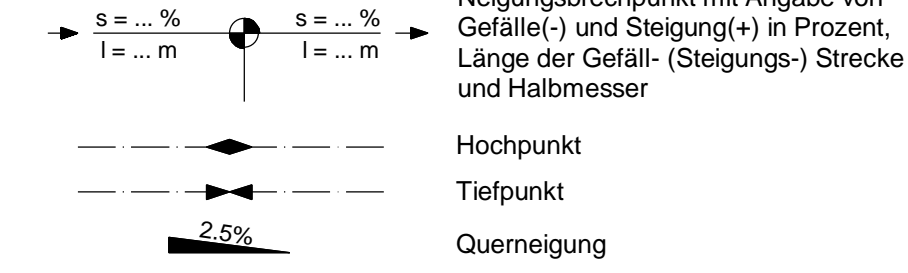 s = ... % s = ... %
l = ... m l = ... m
Neigungsbrechpunkt mit Angabe von
Gefälle(-) und Steigung(+) in Prozent,
Länge der Gefäll- (Steigungs-) Strecke
und Halbmesser
Hochpunkt
Tiefpunkt
2.5% Querneigung